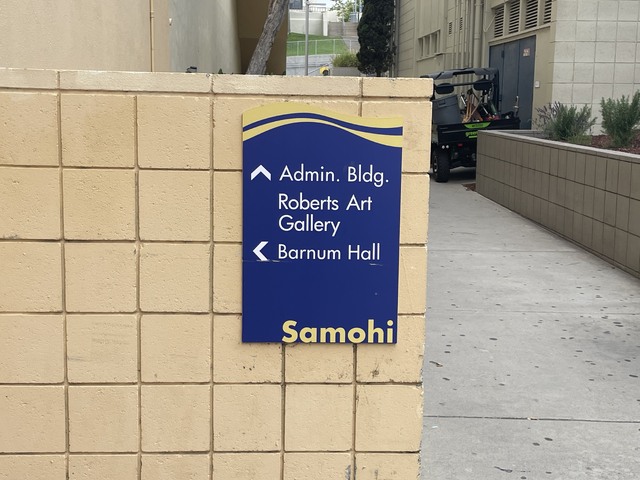 Admin. Bldg.
Roberts Art
Gallery
Barnum Hall
Samohi